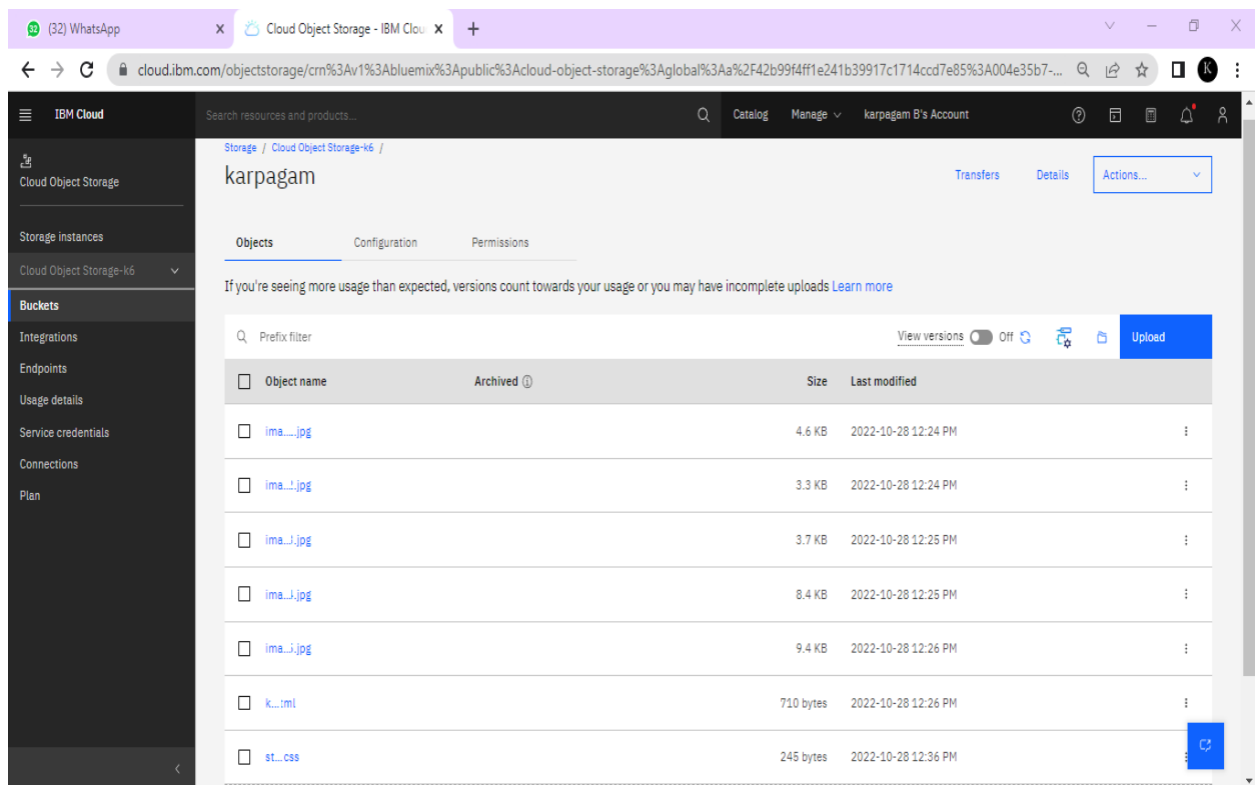 (32) WhatsApp
Cloud Object Storage - IBM Clou
cloud.ibm.com/objectstorage/crn%3Av1%3Abluemix%3Apublic%3Acloud-object-storage%3Aglobal%3Aa%2F42b99f4ff1e241b39917c1714ccd7e85%3A004e35b7-...
K
IBM Cloud
Search resources and products...
Catalog
Manage
karpagam B's Account
Cloud Object Storage
Storage instances
Cloud Object Storage-k6
Buckets
Integrations
Endpoints
Usage details
Service credentials
Connections
Plan
Storage / Cloud Object Storage-k6 /
karpagam
Transfers Details Actions...
Objects Configuration Permissions
If you're seeing more usage than expected, versions count towards your usage or you may have incomplete uploads Learn more
Prefix filter View versions Off Upload
Object name Archived Size Last modified
ima.....jpg 4.6 KB 2022-10-28 12:24 PM
ima...jpg 3.3 KB 2022-10-28 12:24 PM
ima...jpg 3.7 KB 2022-10-28 12:25 PM
ima...jpg 8.4 KB 2022-10-28 12:25 PM
ima...jpg 9.4 KB 2022-10-28 12:26 PM
k...:ml 710 bytes 2022-10-28 12:26 PM
st...css 245 bytes 2022-10-28 12:36 PM